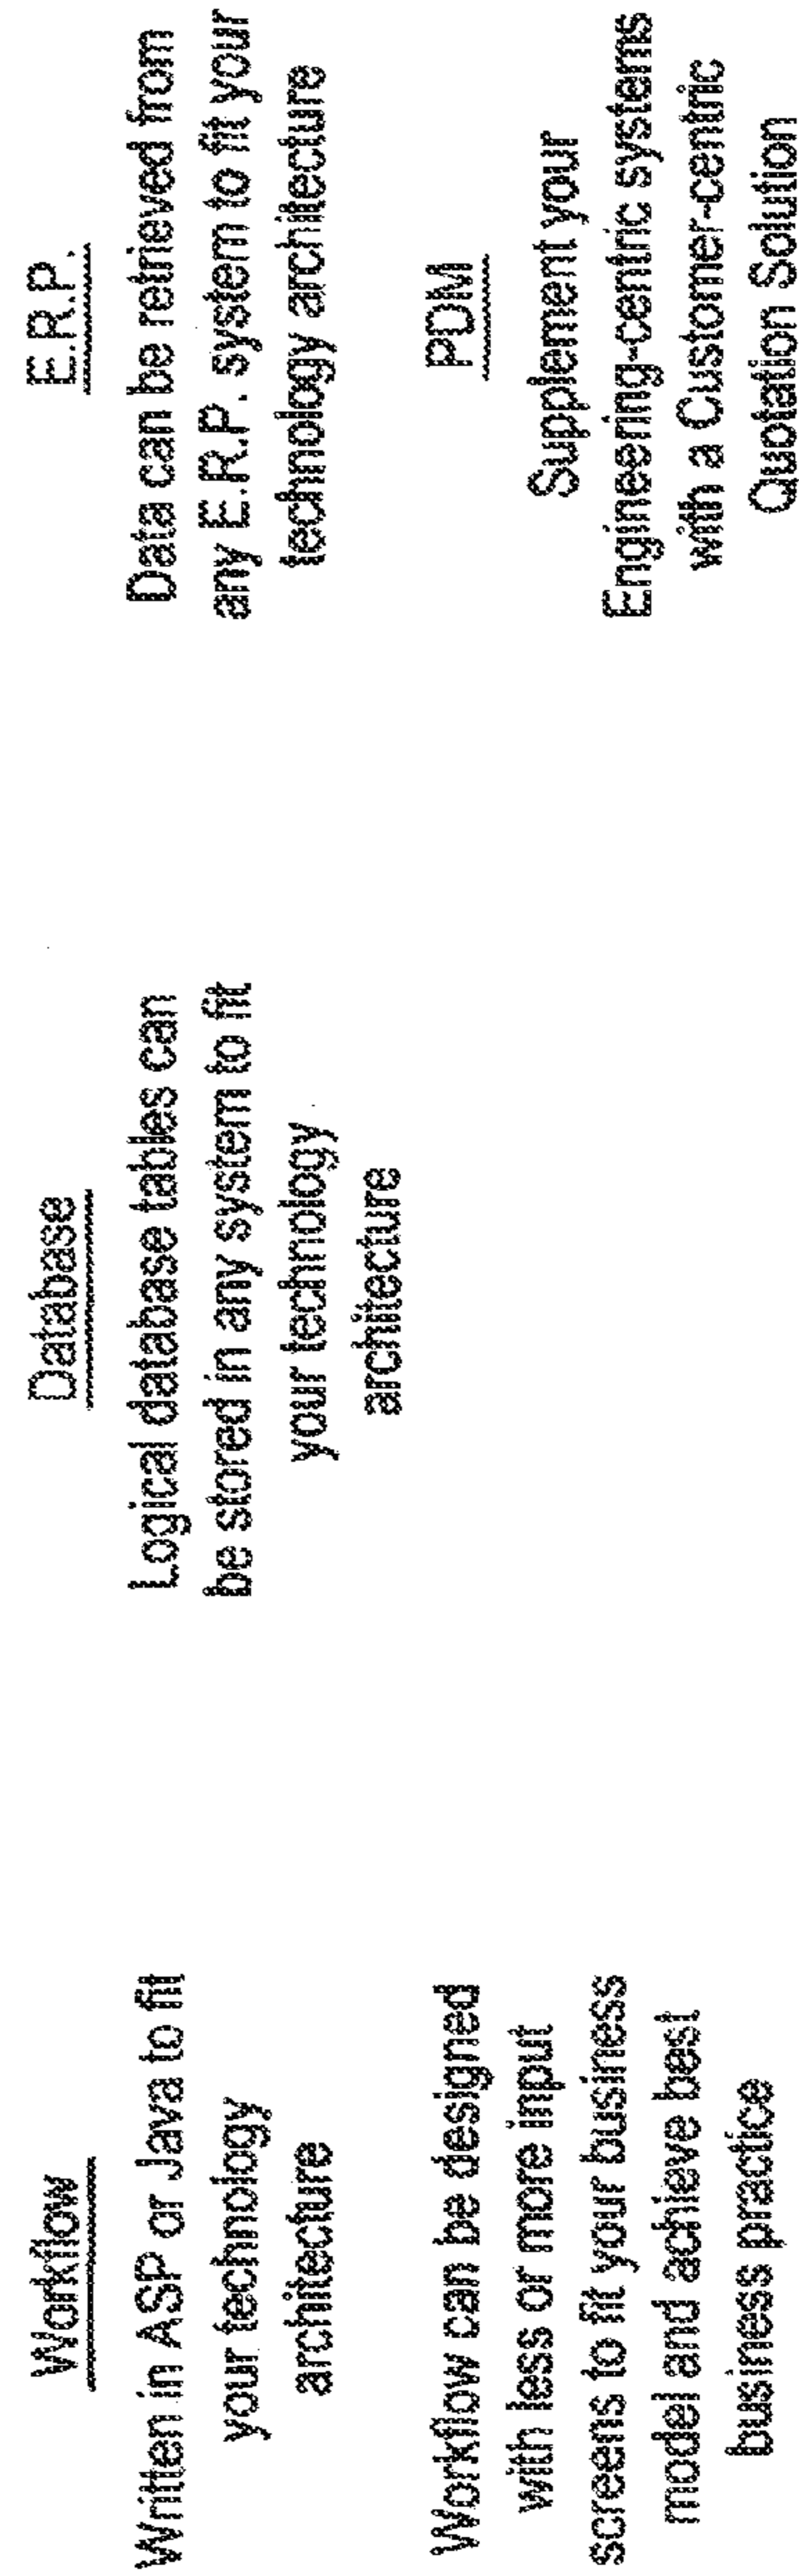 Workflow
Written in ASP or Java to fit
your technology
architecture
Workflow can be designed
with less or more input
screens to fit your business
model and achieve best
business practice
Database
Logical database tables can
be stored in any system to fit
your technology
architecture
E.R.P.
Data can be retrieved from
any E.R.P. system to fit your
technology architecture
PDM
Supplement your
Engineering-centric systems
with a Customer-centric
Quotation Solution